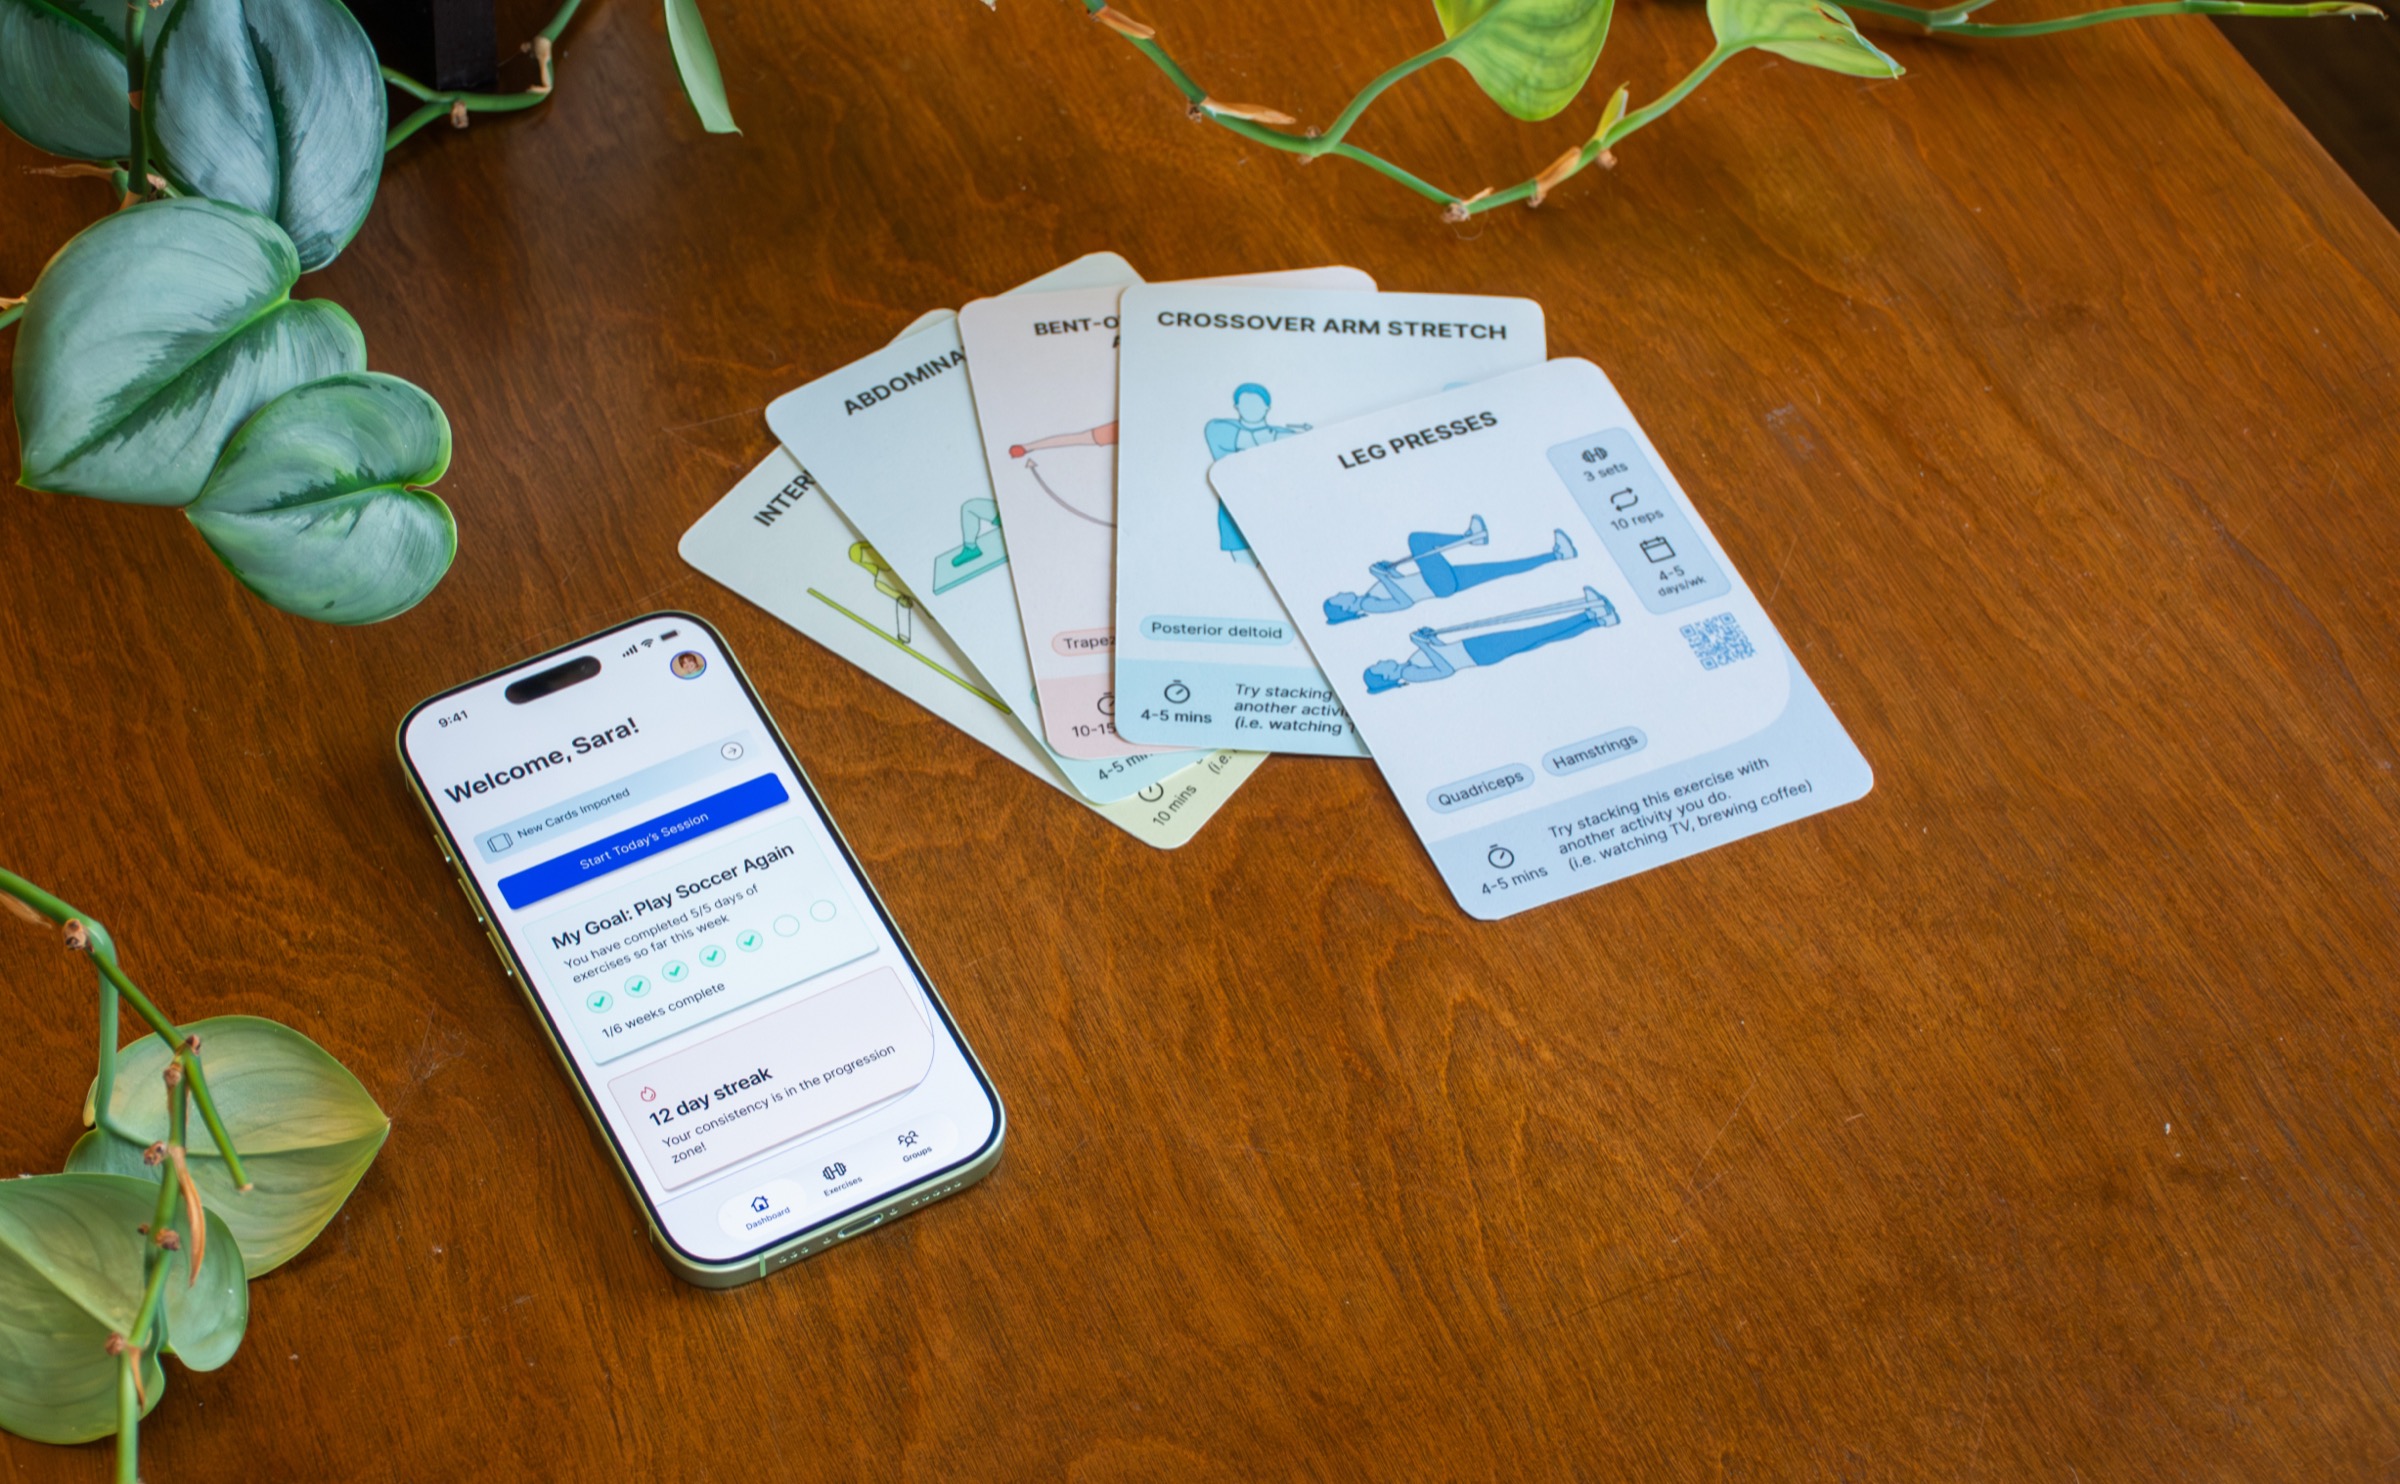 9:41
Welcome, Sara!
New Cards Imported
Start Today's Session
My Goal: Play Soccer Again
You have completed 5/5 days of
exercises so far this week
1/6 weeks complete
12 day streak
Your consistency is in the progression
zone!
Dashboard
Exercises
Groups
INTER
10 mins
(i.e.
ABDOMINA
4-5 min
BENT-O
Trapez
10-15
CROSSOVER ARM STRETCH
Posterior deltoid
4-5 mins
Try stacking
another activi
(i.e. watching T
LEG PRESSES
3 sets
10 reps
4-5
days/wk
Quadriceps
Hamstrings
4-5 mins
Try stacking this exercise with
another activity you do.
(i.e. watching TV, brewing coffee)